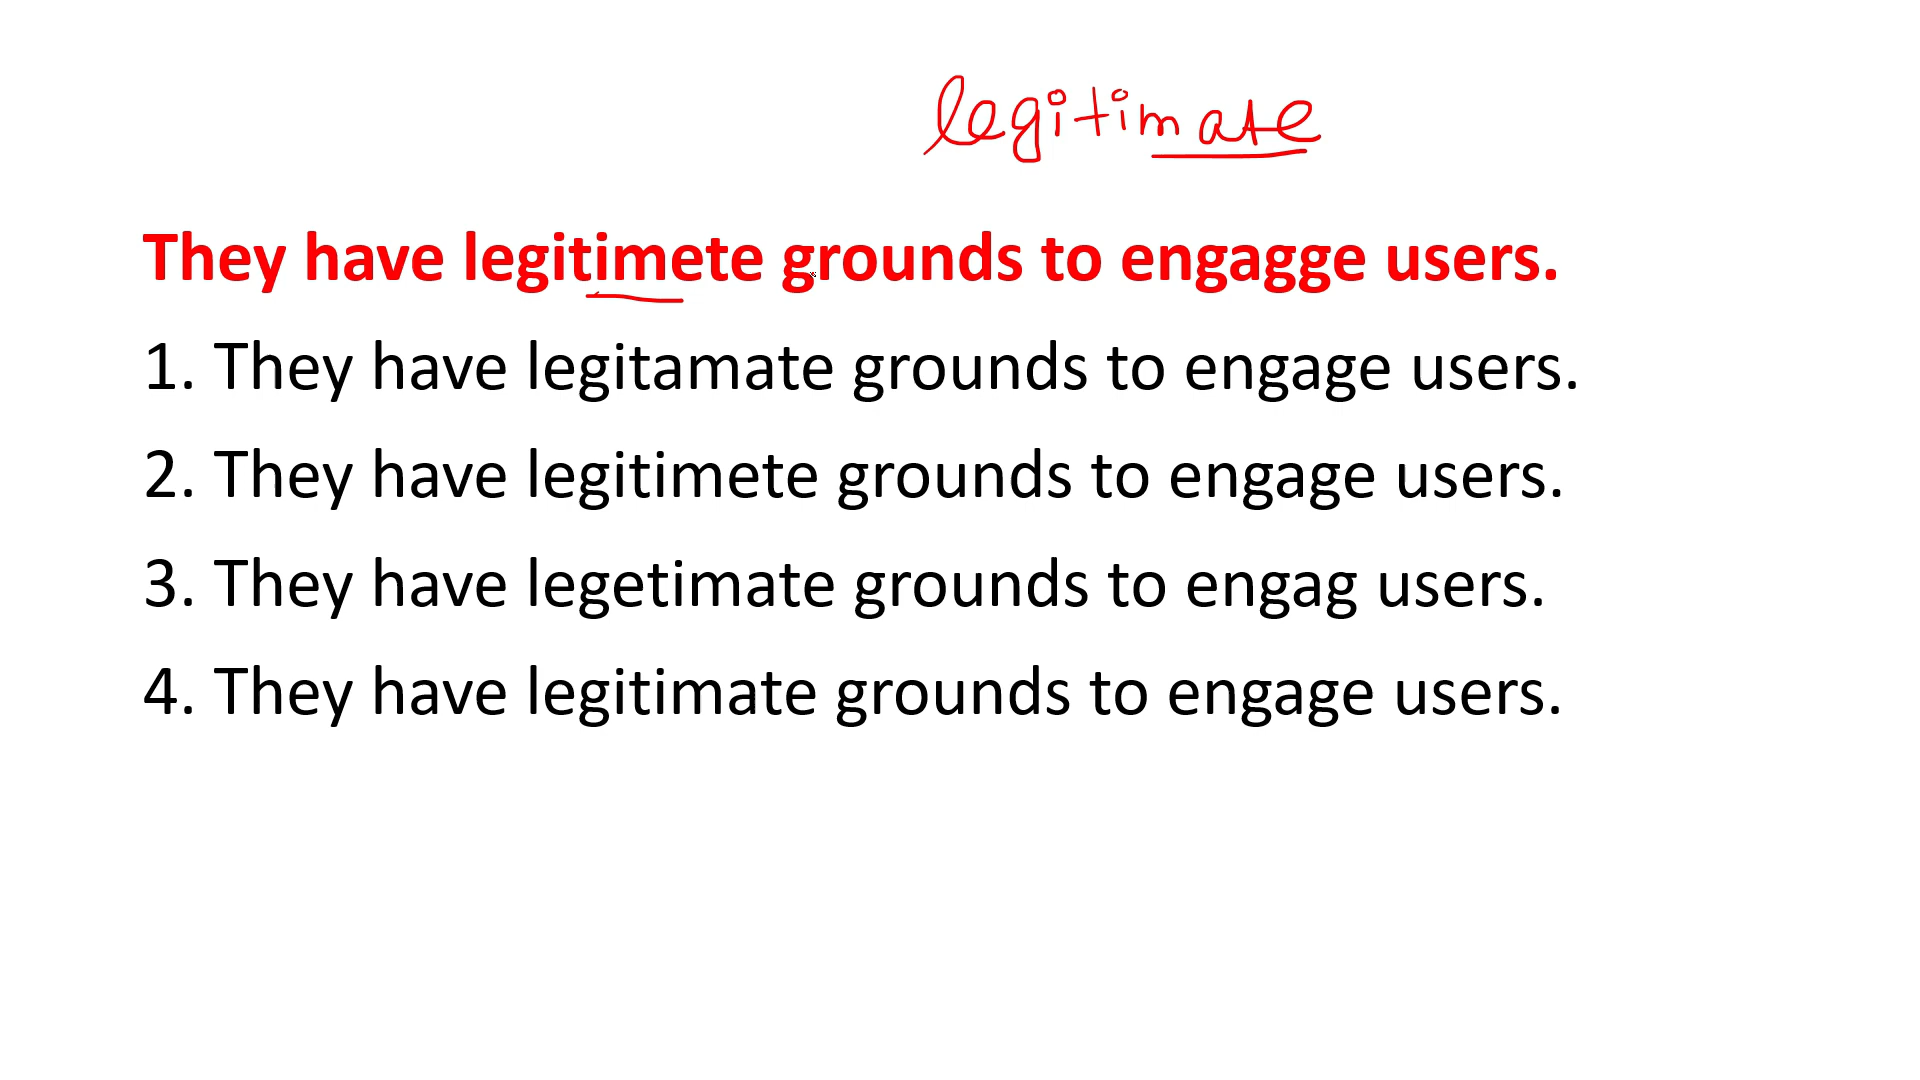 legitimate
They have legitimete grounds to engagge users.
1. They have legitamate grounds to engage users.
2. They have legitimete grounds to engage users.
3. They have legetimate grounds to engag users.
4. They have legitimate grounds to engage users.